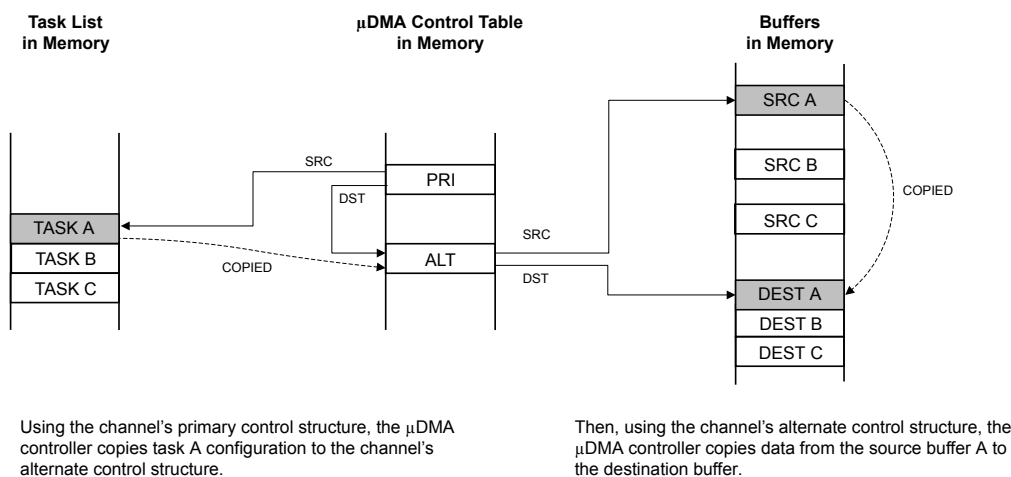 Task List
in Memory
μDMA Control Table
in Memory
Buffers
in Memory
SRC A
SRC
PRI
SRC B
COPIED
DST
TASK A
SRC C
SRC
TASK B
COPIED
ALT
DST
TASK C
DEST A
DEST B
DEST C
Using the channel's primary control structure, the μDMA
controller copies task A configuration to the channel's
alternate control structure.
Then, using the channel's alternate control structure, the
μDMA controller copies data from the source buffer A to
the destination buffer.